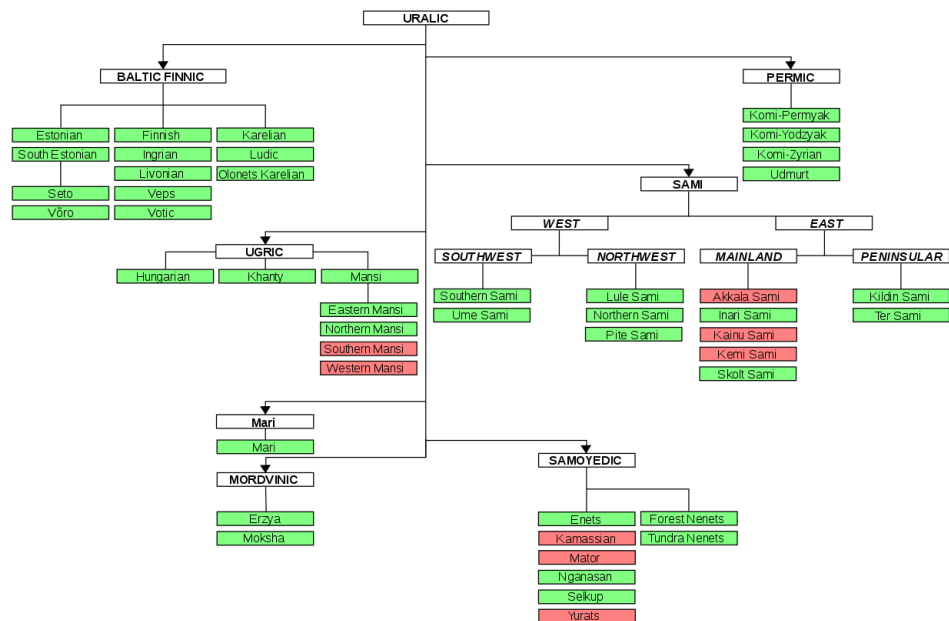 URALIC
BALTIC FINNIC
PERMIC
Estonian
Finnish
Karelian
South Estonian
Ingrian
Ludic
Livonian
Olonets Karelian
Seto
Veps
Võro
Votic
Komi-Permyak
Komi-Yodzyak
Komi-Zyrian
Udmurt
SAMI
WEST
EAST
SOUTHWEST
NORTHWEST
MAINLAND
PENINSULAR
Southern Sami
Ume Sami
Lule Sami
Northern Sami
Pite Sami
Akkala Sami
Inari Sami
Kainu Sami
Kemi Sami
Skolt Sami
Kildin Sami
Ter Sami
UGRIC
Hungarian
Khanty
Mansi
Eastern Mansi
Northern Mansi
Southern Mansi
Western Mansi
Mari
Mari
MORDVINIC
Erzya
Moksha
SAMOYEDIC
Enets
Kamassian
Mator
Nganasan
Selkup
Yurats
Forest Nenets
Tundra Nenets